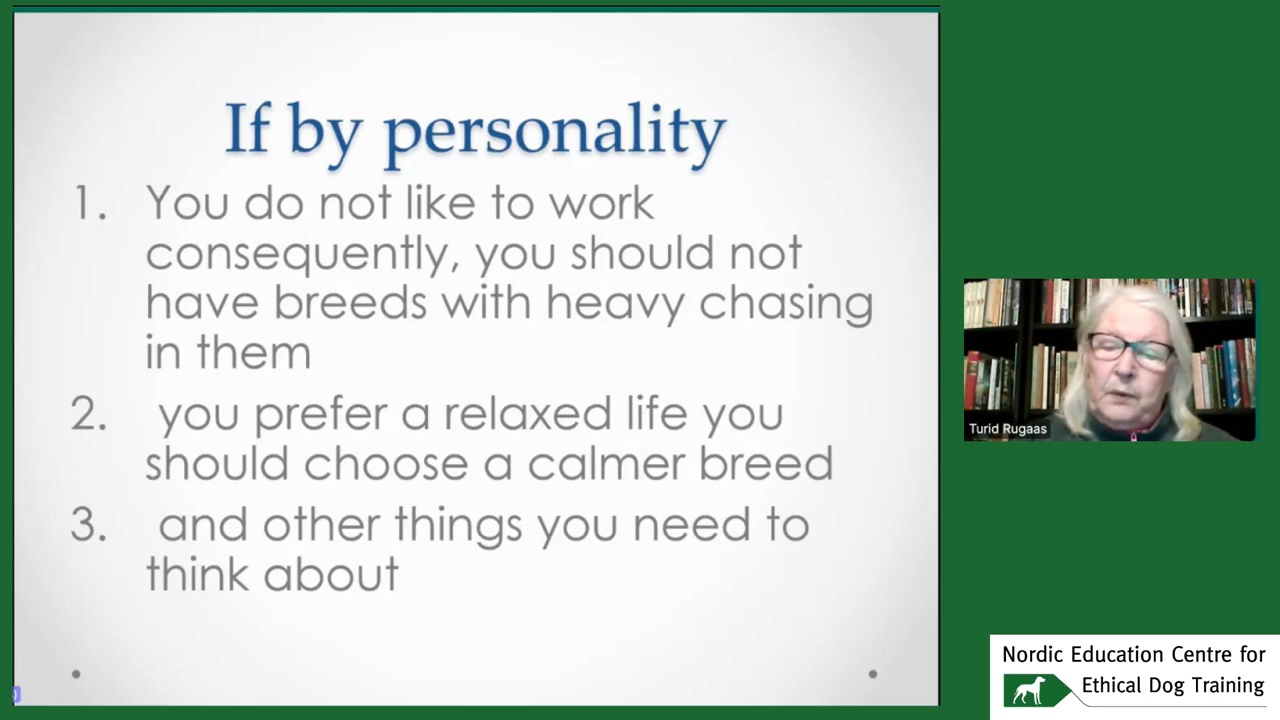 If by personality
1. You do not like to work
consequently, you should not
have breeds with heavy chasing
in them
2. you prefer a relaxed life you
should choose a calmer breed
3. and other things you need to
think about
Turid Rugaas
Nordic Education Centre for
Ethical Dog Training